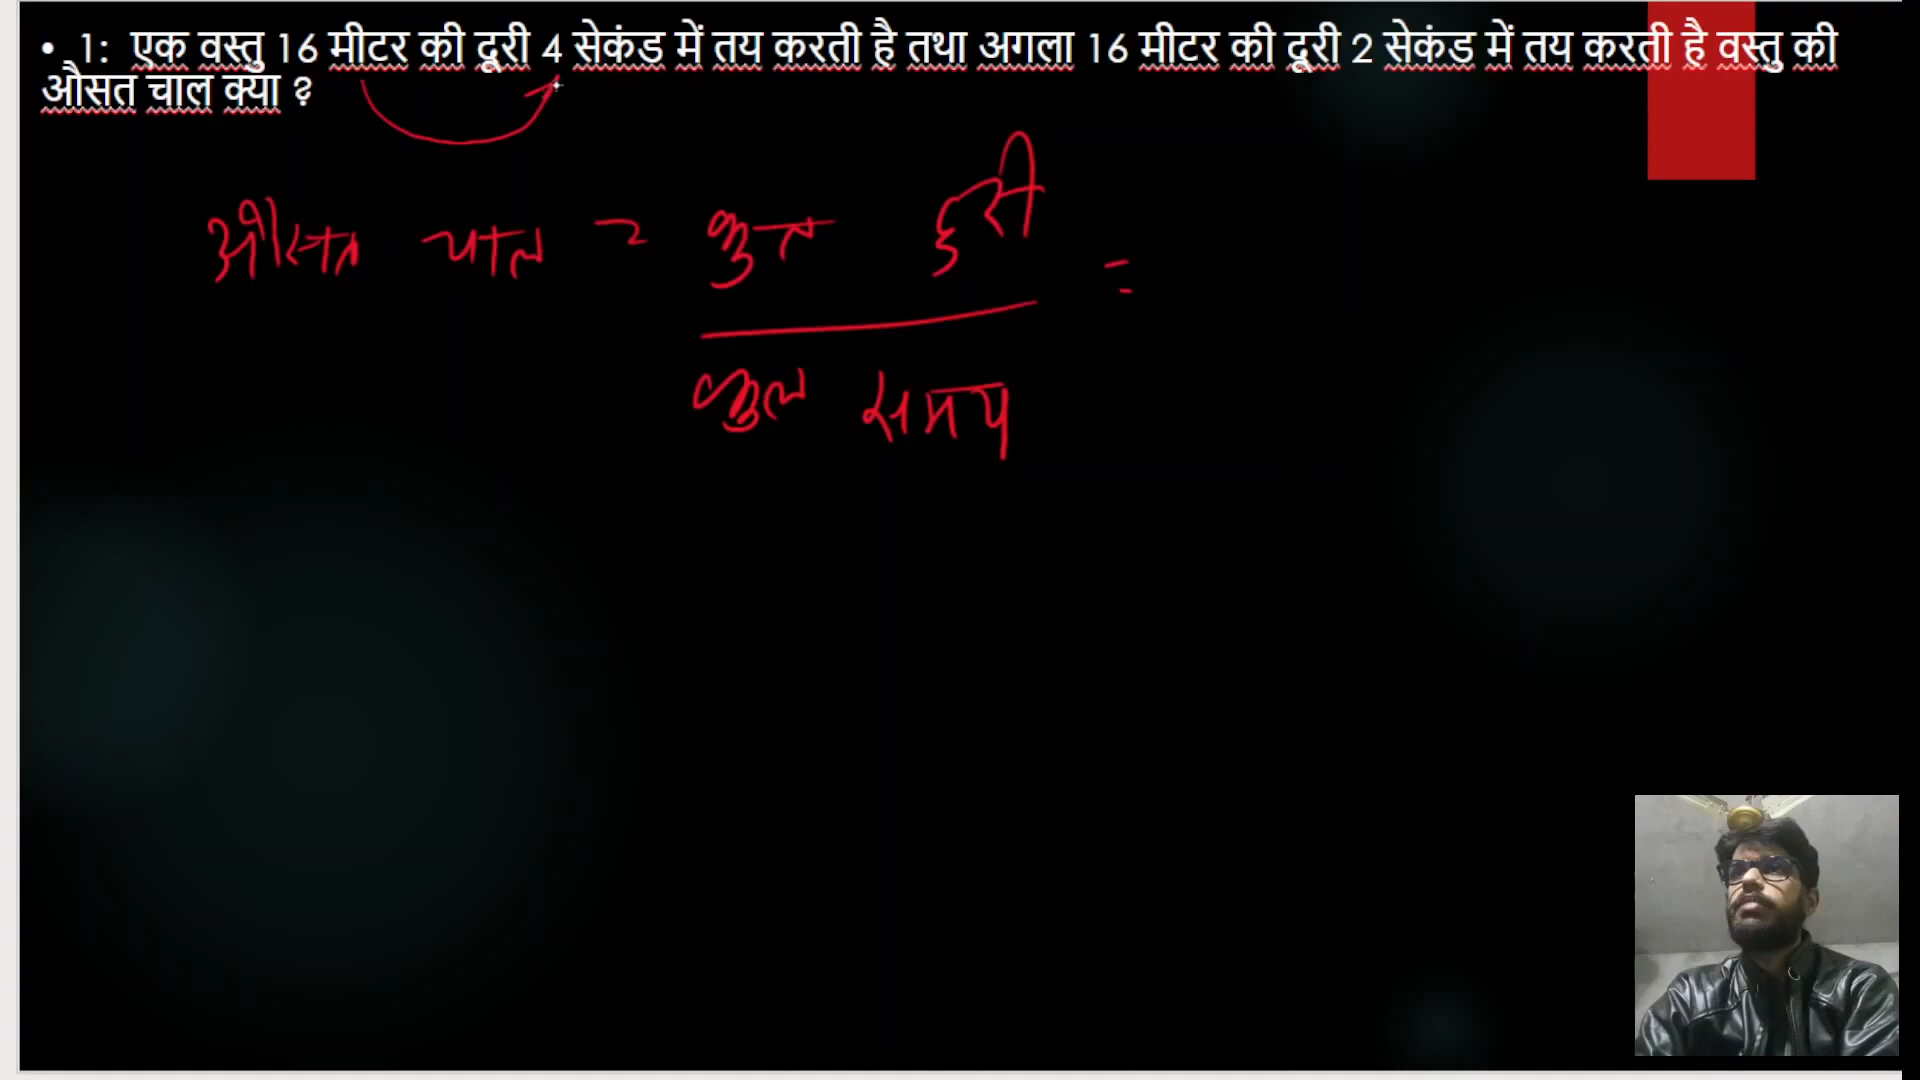 • 1: एक वस्तु 16 मीटर की दूरी 4 सेकंड में तय करती है तथा अगला 16 मीटर की दूरी 2 सेकंड में तय करती है वस्तु की
औसत चाल क्या ?
औसत चाल = कुल दूरी =
कुल समय